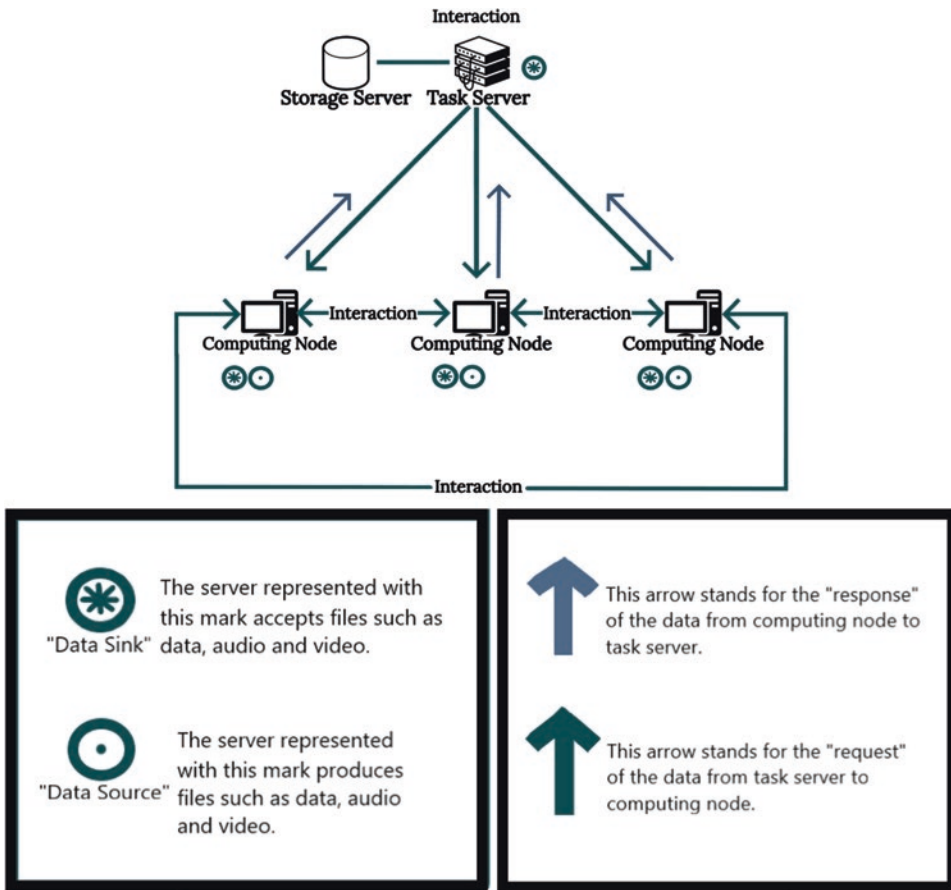 Interaction
Storage Server
Task Server
Interaction
Interaction
Computing Node
Computing Node
Computing Node
Interaction
The server represented with
this mark accepts files such as
data, audio and video.
"Data Sink"
The server represented
with this mark produces
files such as data, audio
and video.
"Data Source"
This arrow stands for the "response"
of the data from computing node to
task server.
This arrow stands for the "request"
of the data from task server to
computing node.